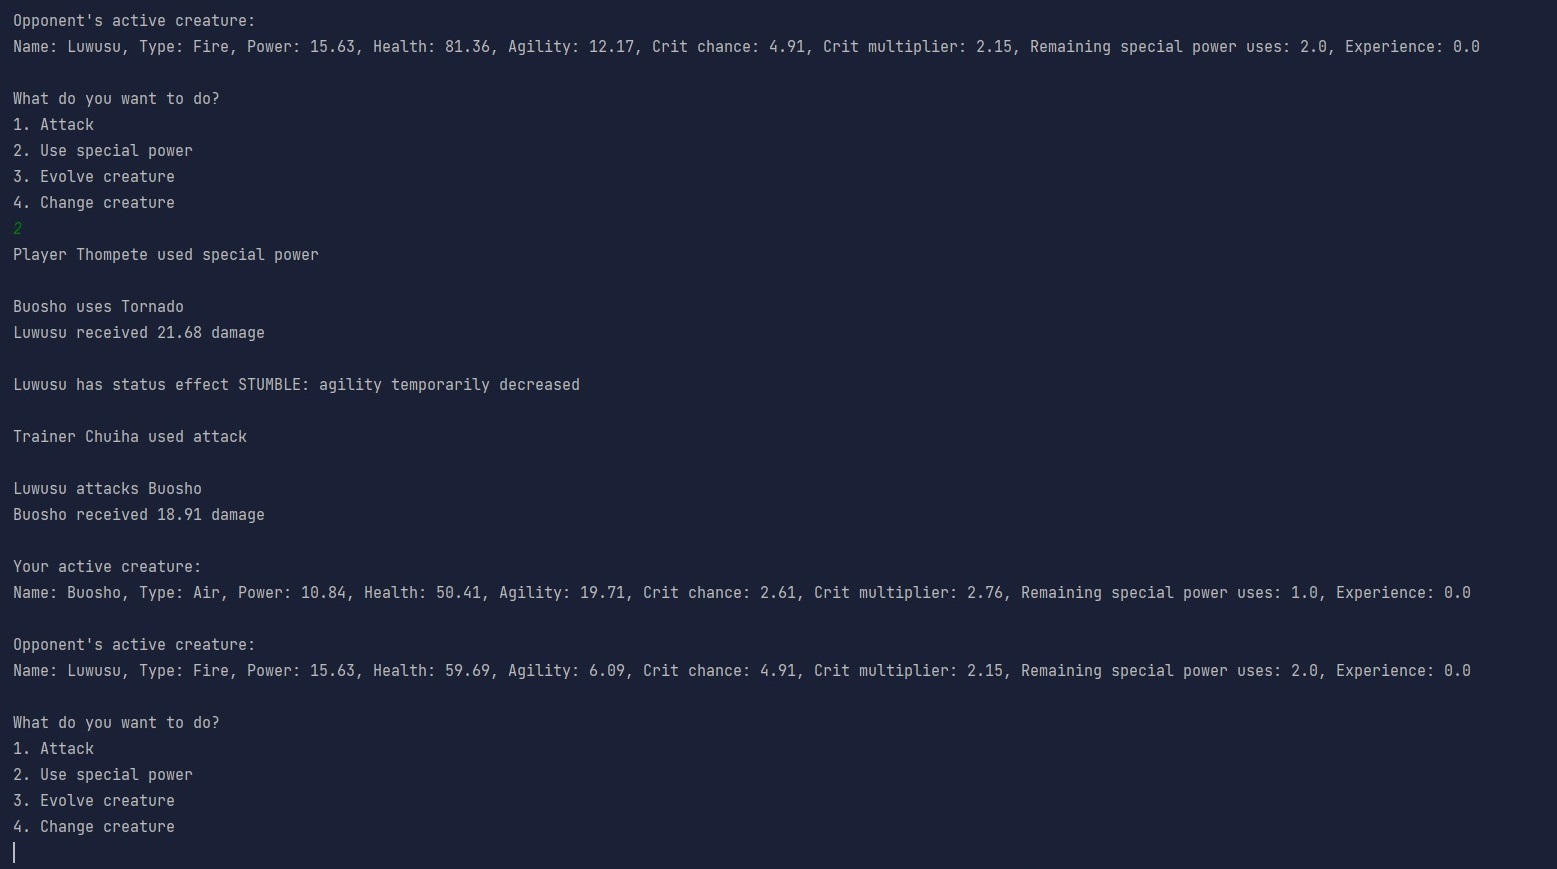 Opponent's active creature:
Name: Luwusu, Type: Fire, Power: 15.63, Health: 81.36, Agility: 12.17, Crit chance: 4.91, Crit multiplier: 2.15, Remaining special power uses: 2.0, Experience: 0.0
What do you want to do?
1. Attack
2. Use special power
3. Evolve creature
4. Change creature
2
Player Thompete used special power
Buosho uses Tornado
Luwusu received 21.68 damage
Luwusu has status effect STUMBLE: agility temporarily decreased
Trainer Chuiha used attack
Luwusu attacks Buosho
Buosho received 18.91 damage
Your active creature:
Name: Buosho, Type: Air, Power: 10.84, Health: 50.41, Agility: 19.71, Crit chance: 2.61, Crit multiplier: 2.76, Remaining special power uses: 1.0, Experience: 0.0
Opponent's active creature:
Name: Luwusu, Type: Fire, Power: 15.63, Health: 59.69, Agility: 6.09, Crit chance: 4.91, Crit multiplier: 2.15, Remaining special power uses: 2.0, Experience: 0.0
What do you want to do?
1. Attack
2. Use special power
3. Evolve creature
4. Change creature